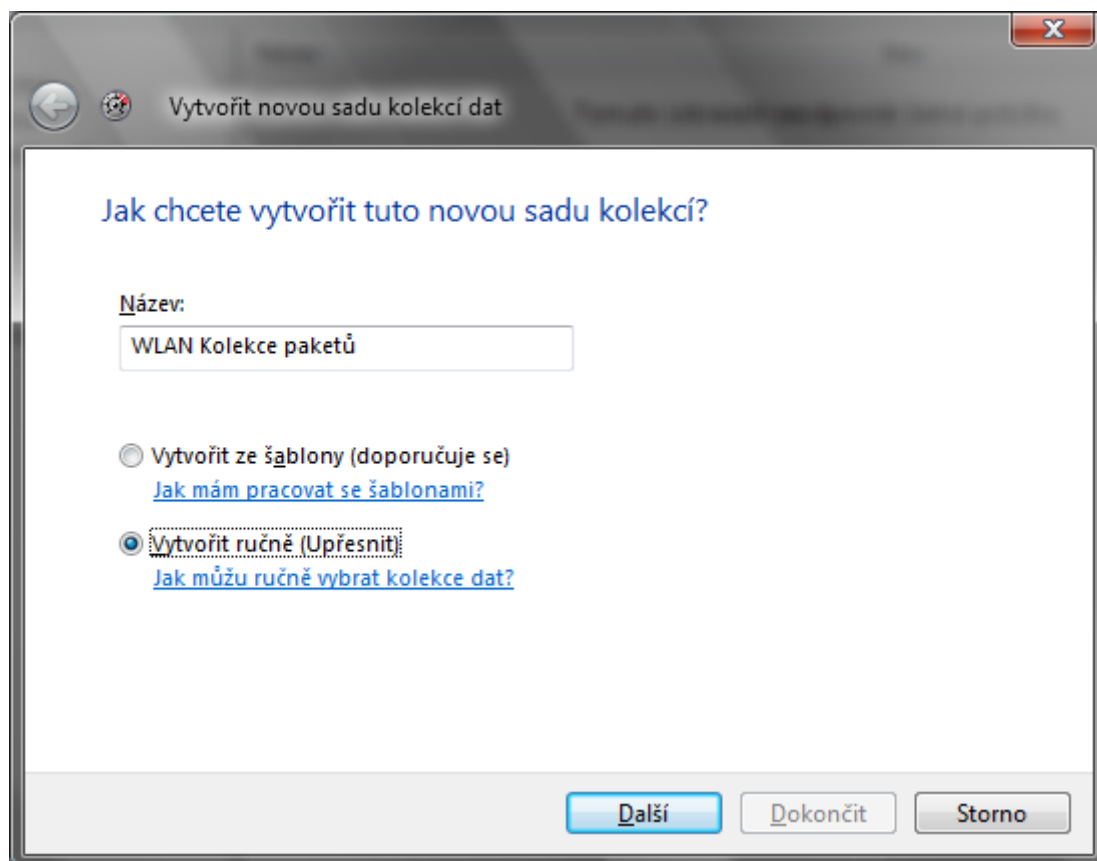 Vytvořit novou sadu kolekcí dat
Jak chcete vytvořit tuto novou sadu kolekcí?
Název:
WLAN Kolekce paketů
Vytvořit ze šablony (doporučuje se)
Jak mám pracovat se šablonami?
Vytvořit ručně (Upřesnit)
Jak můžu ručně vybrat kolekce dat?
Další Dokončit Storno